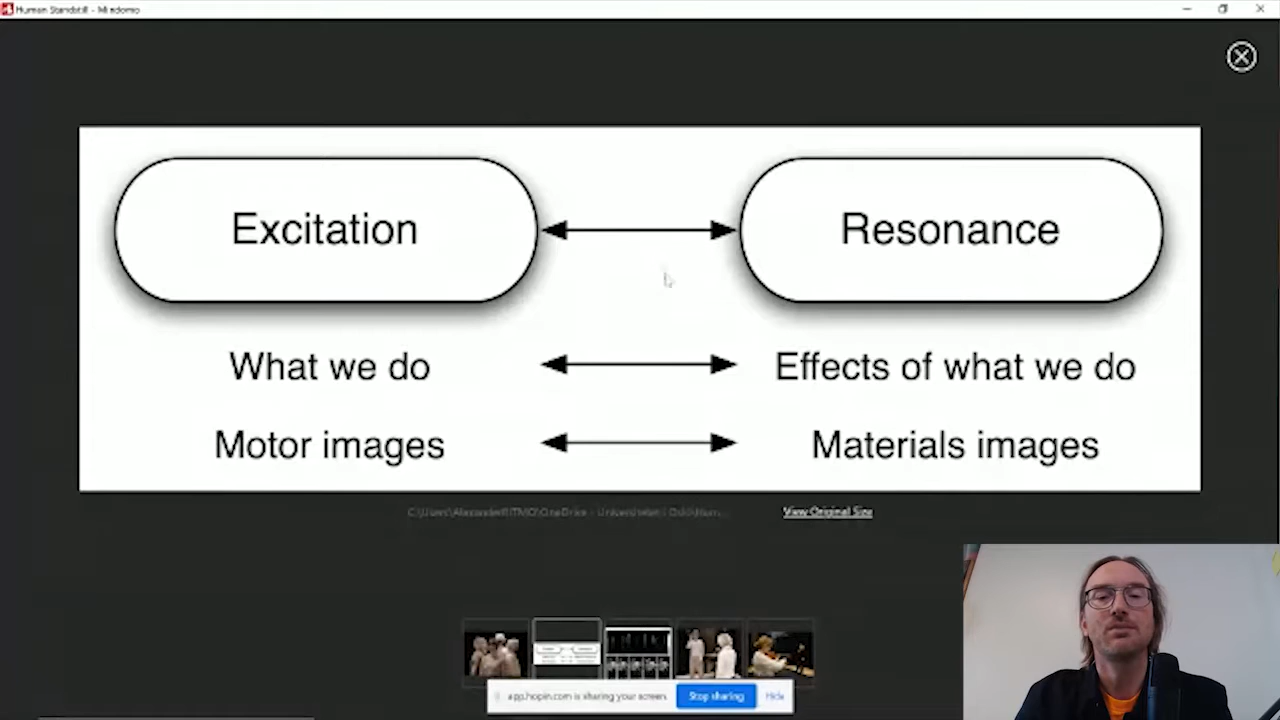 Human Standstill - Mindomo
Excitation
Resonance
What we do
Effects of what we do
Motor images
Materials images
View Original Size
app.hopin.com is sharing your screen.
Stop sharing
Hide